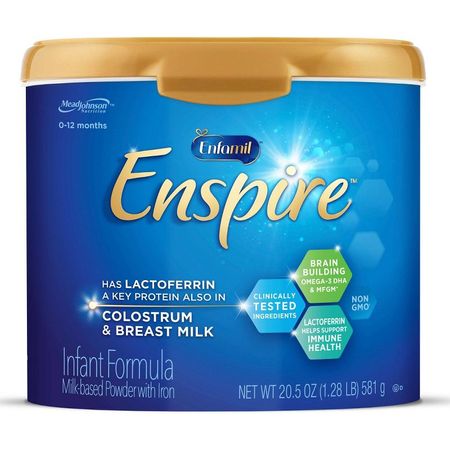 MeadJohnson™
Nutrition
0-12 months
Enfamil
Enspire™
HAS LACTOFERRIN
A KEY PROTEIN ALSO IN
COLOSTRUM
& BREAST MILK
CLINICALLY
TESTED
INGREDIENTS
BRAIN
BUILDING
OMEGA-3 DHA
& MFGM*
NON
GMO‡
LACTOFERRIN
HELPS SUPPORT
IMMUNE
HEALTH
Infant Formula
Milk-based Powder with Iron
NET WT 20.5 OZ (1.28 LB) 581 g